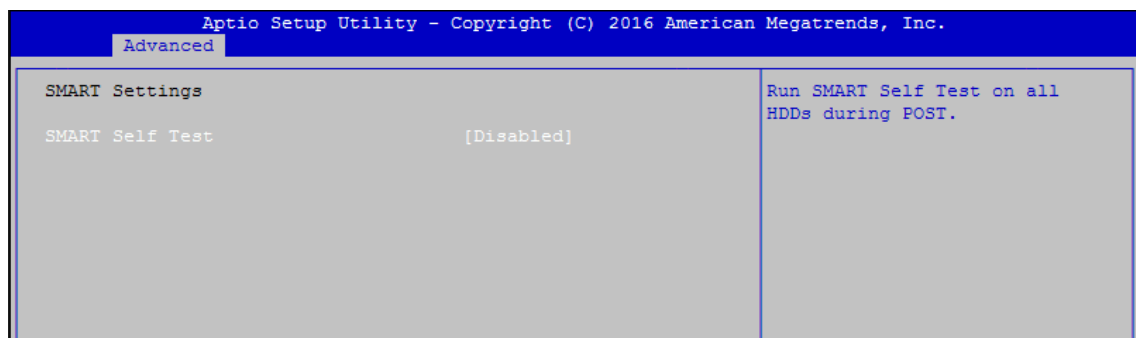 Aptio Setup Utility - Copyright (C) 2016 American Megatrends, Inc.
Advanced
SMART Settings
SMART Self Test [Disabled]
Run SMART Self Test on all
HDDs during POST.